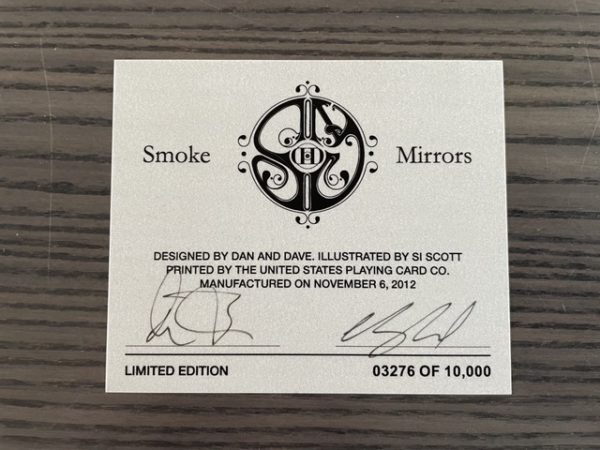 Smoke Mirrors
DESIGNED BY DAN AND DAVE. ILLUSTRATED BY SI SCOTT
PRINTED BY THE UNITED STATES PLAYING CARD CO.
MANUFACTURED ON NOVEMBER 6, 2012
LIMITED EDITION 03276 OF 10,000